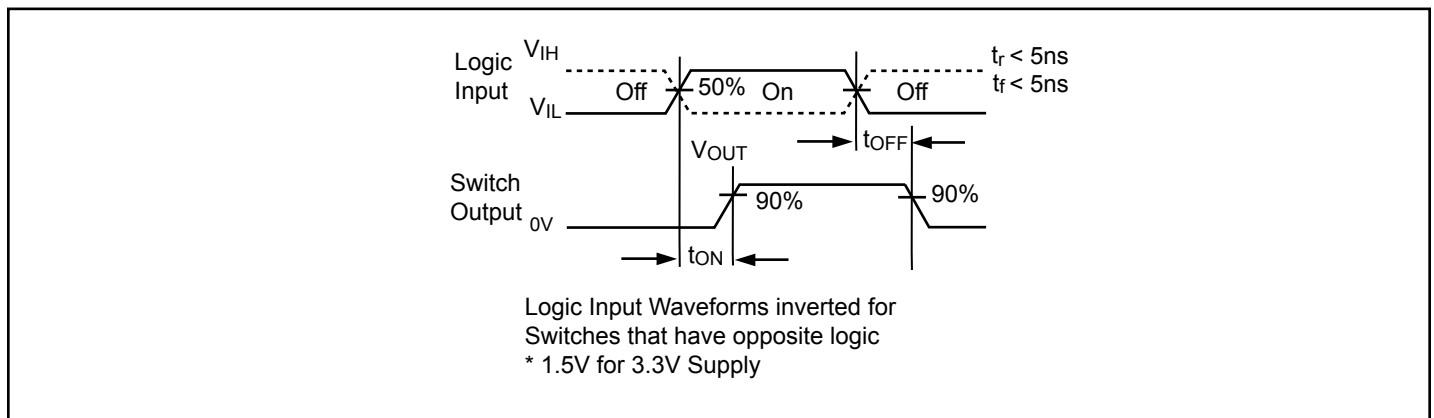 Logic
Input
VIH
VIL
Off
50%
On
Off
tr < 5ns
tf < 5ns
tOFF
VOUT
Switch
Output
0V
90%
90%
tON
Logic Input Waveforms inverted for
Switches that have opposite logic
* 1.5V for 3.3V Supply